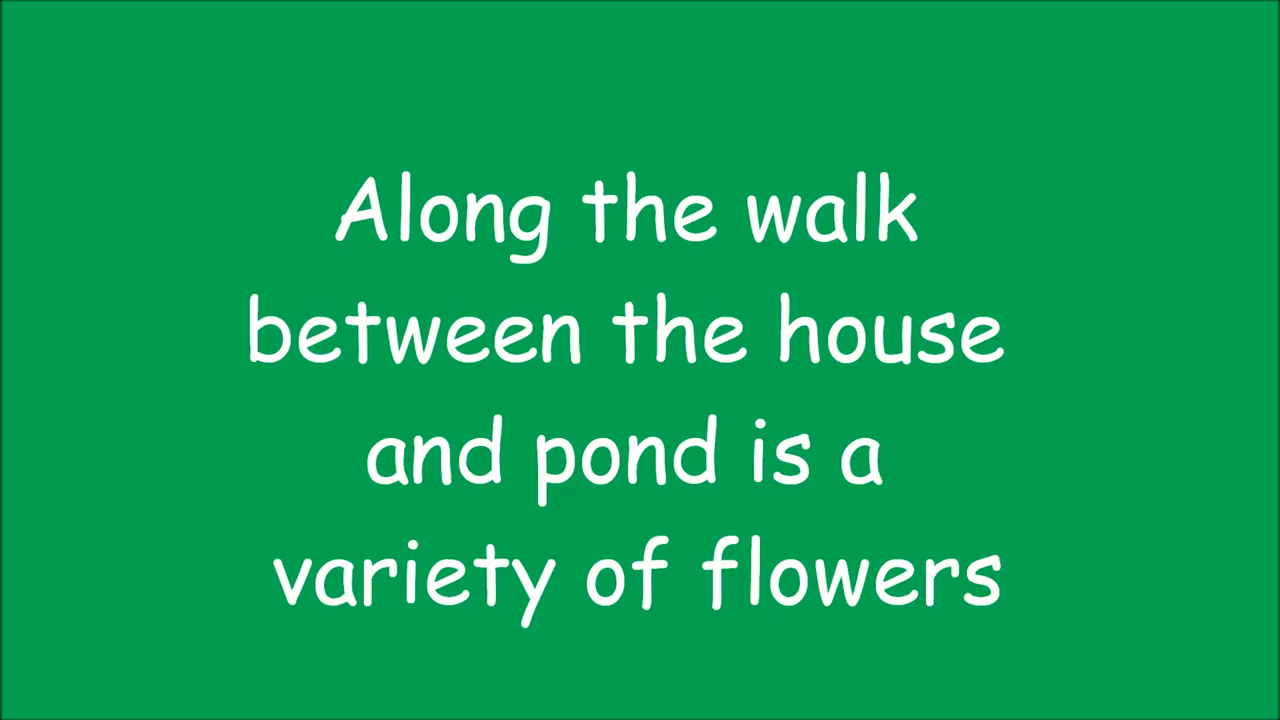 Along the walk
between the house
and pond is a
variety of flowers